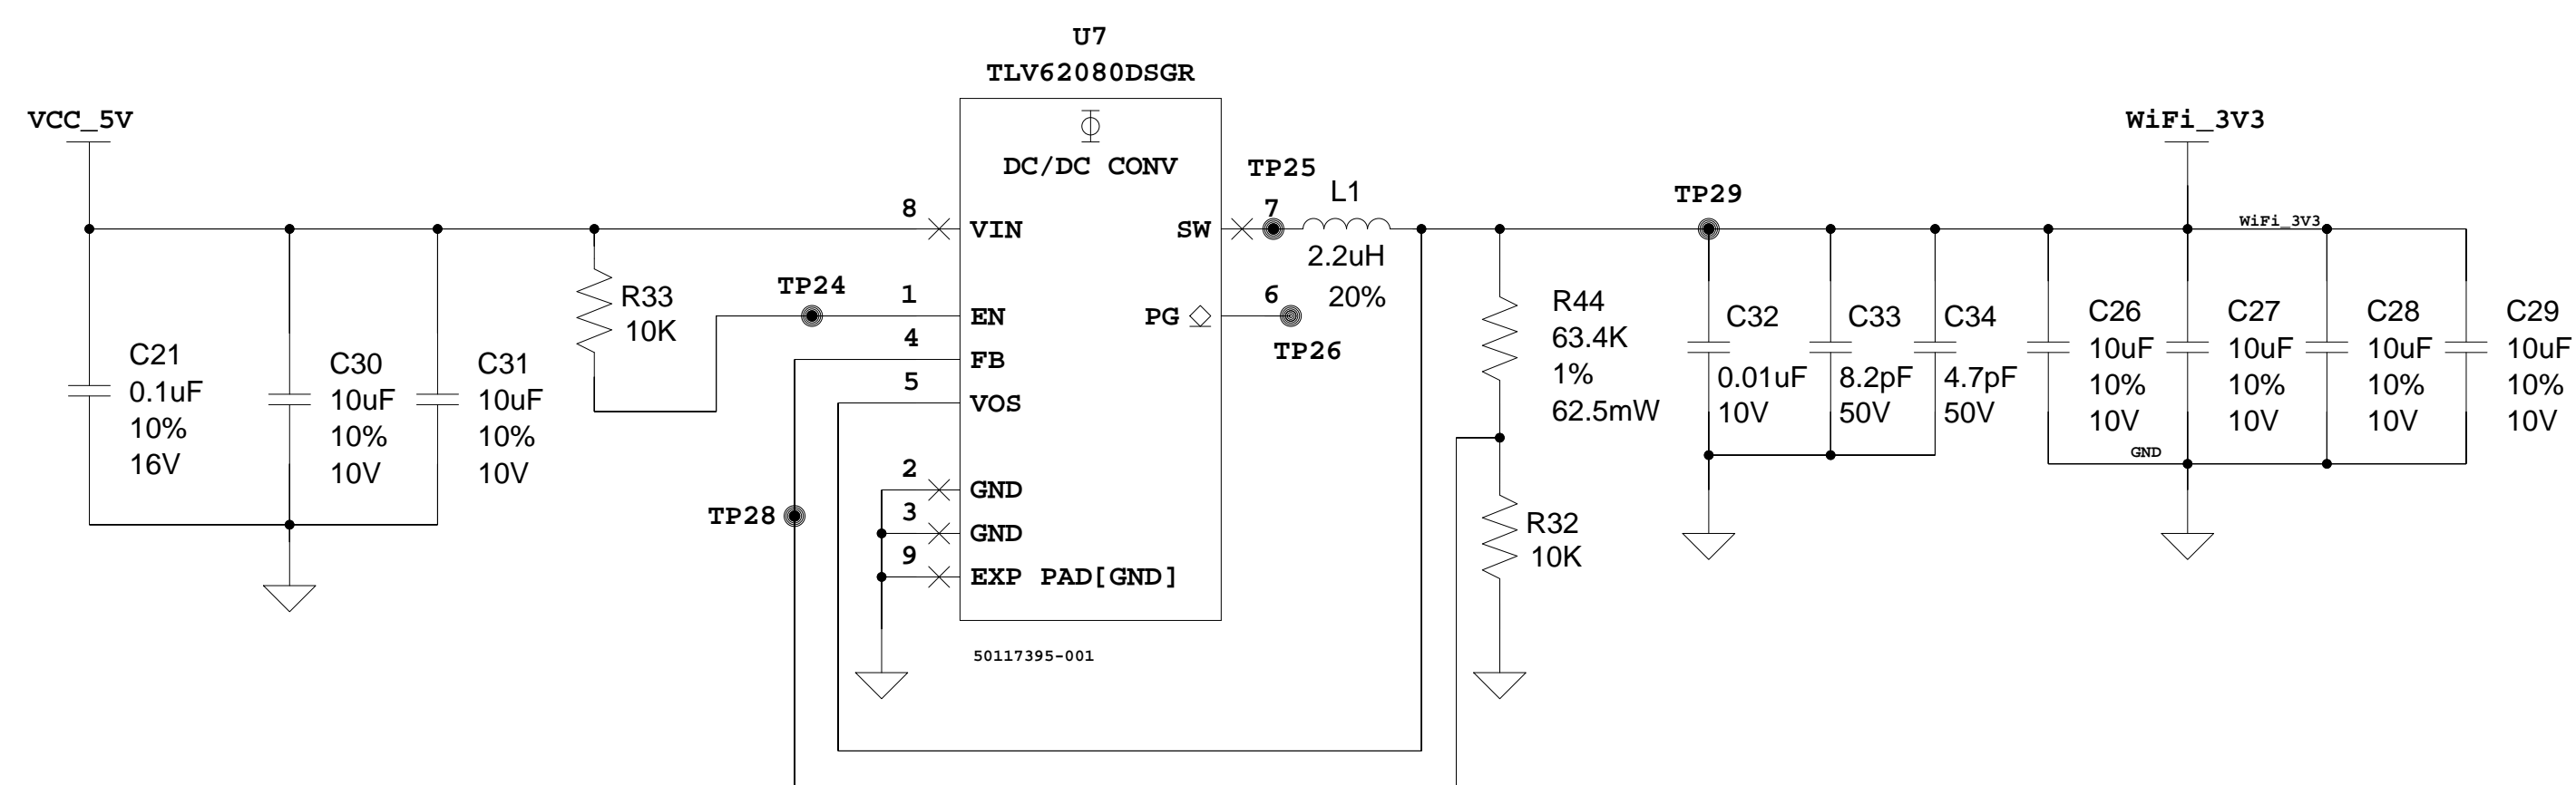 U7
TLV62080DSGR
VCC_5V
WiFi_3V3
DC/DC CONV
TP25
L1
TP29
8
7
VIN
SW
WiFi_3V3
2.2uH
20%
TP24
1
6
R33
10K
EN
PG
TP26
4
FB
5
VOS
R44
63.4K
1%
62.5mW
C32
0.01uF
10V
C33
8.2pF
50V
C34
4.7pF
50V
C26
10uF
10%
10V
C27
10uF
10%
10V
C28
10uF
10%
10V
C29
10uF
10%
10V
C21
0.1uF
10%
16V
C30
10uF
10%
10V
C31
10uF
10%
10V
GND
2
GND
TP28
3
GND
9
EXP PAD[GND]
R32
10K
50117395-001